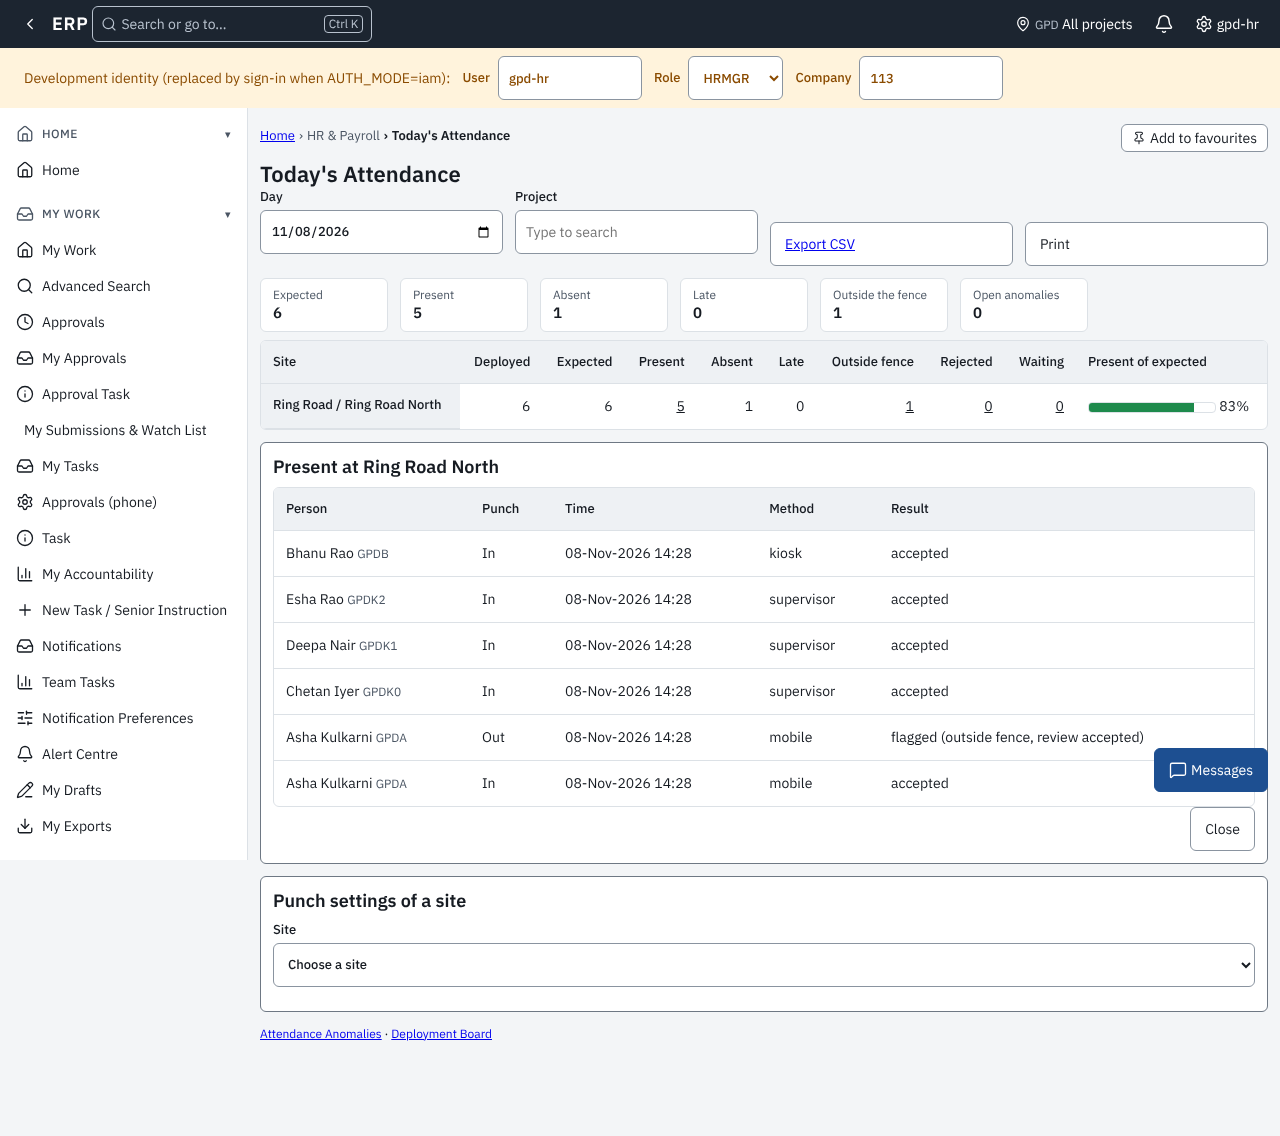 ERP
Search or go to... Ctrl K
GPD All projects
gpd-hr
Development identity (replaced by sign-in when AUTH_MODE=iam): User gpd-hr Role HRMGR Company 113
HOME
Home
MY WORK
My Work
Advanced Search
Approvals
My Approvals
Approval Task
My Submissions & Watch List
My Tasks
Approvals (phone)
Task
My Accountability
New Task / Senior Instruction
Notifications
Team Tasks
Notification Preferences
Alert Centre
My Drafts
My Exports
Home › HR & Payroll › Today's Attendance
Add to favourites
Today's Attendance
Day Project
11/08/2026 Type to search Export CSV Print
Expected Present Absent Late Outside the fence Open anomalies
6 5 1 0 1 0
Site Deployed Expected Present Absent Late Outside fence Rejected Waiting Present of expected
Ring Road / Ring Road North 6 6 5 1 0 1 0 0 83%
Present at Ring Road North
Person Punch Time Method Result
Bhanu Rao GPDB In 08-Nov-2026 14:28 kiosk accepted
Esha Rao GPDK2 In 08-Nov-2026 14:28 supervisor accepted
Deepa Nair GPDK1 In 08-Nov-2026 14:28 supervisor accepted
Chetan Iyer GPDK0 In 08-Nov-2026 14:28 supervisor accepted
Asha Kulkarni GPDA Out 08-Nov-2026 14:28 mobile flagged (outside fence, review accepted)
Asha Kulkarni GPDA In 08-Nov-2026 14:28 mobile accepted
Messages
Close
Punch settings of a site
Site
Choose a site
Attendance Anomalies · Deployment Board